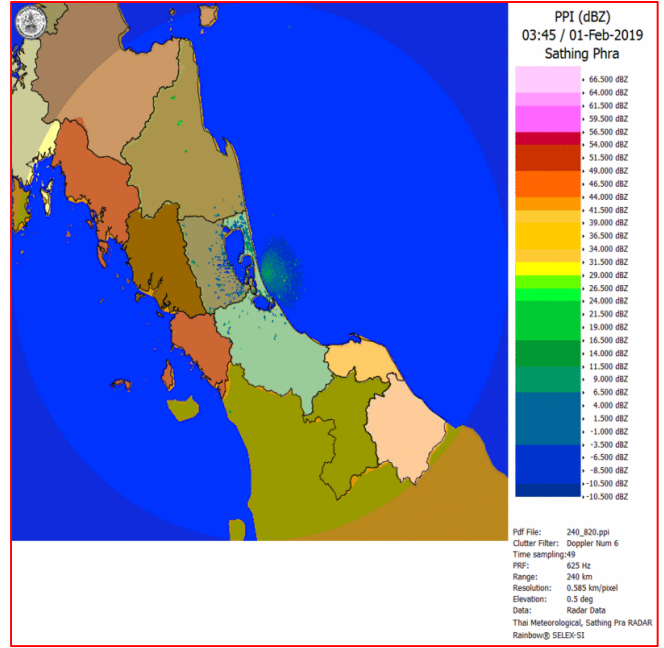 PPI (dBZ)
03:45 / 01-Feb-2019
Sathing Phra
66.500 dBZ
64.000 dBZ
61.500 dBZ
59.500 dBZ
56.500 dBZ
54.000 dBZ
51.500 dBZ
49.000 dBZ
46.500 dBZ
44.000 dBZ
41.500 dBZ
39.000 dBZ
36.500 dBZ
34.000 dBZ
31.500 dBZ
29.000 dBZ
26.500 dBZ
24.000 dBZ
21.500 dBZ
19.000 dBZ
16.500 dBZ
14.000 dBZ
11.500 dBZ
9.000 dBZ
6.500 dBZ
4.000 dBZ
1.500 dBZ
-1.000 dBZ
-3.500 dBZ
-6.500 dBZ
-8.500 dBZ
-10.500 dBZ
-10.500 dBZ
Pdf File: 240_820.ppi
Clutter Filter: Doppler Num 6
Time sampling:49
PRF: 625 Hz
Range: 240 km
Resolution: 0.585 km/pixel
Elevation: 0.5 deg
Data: Radar Data
Thai Meteorological, Sathing Pra RADAR
Rainbow® SELEX-SI